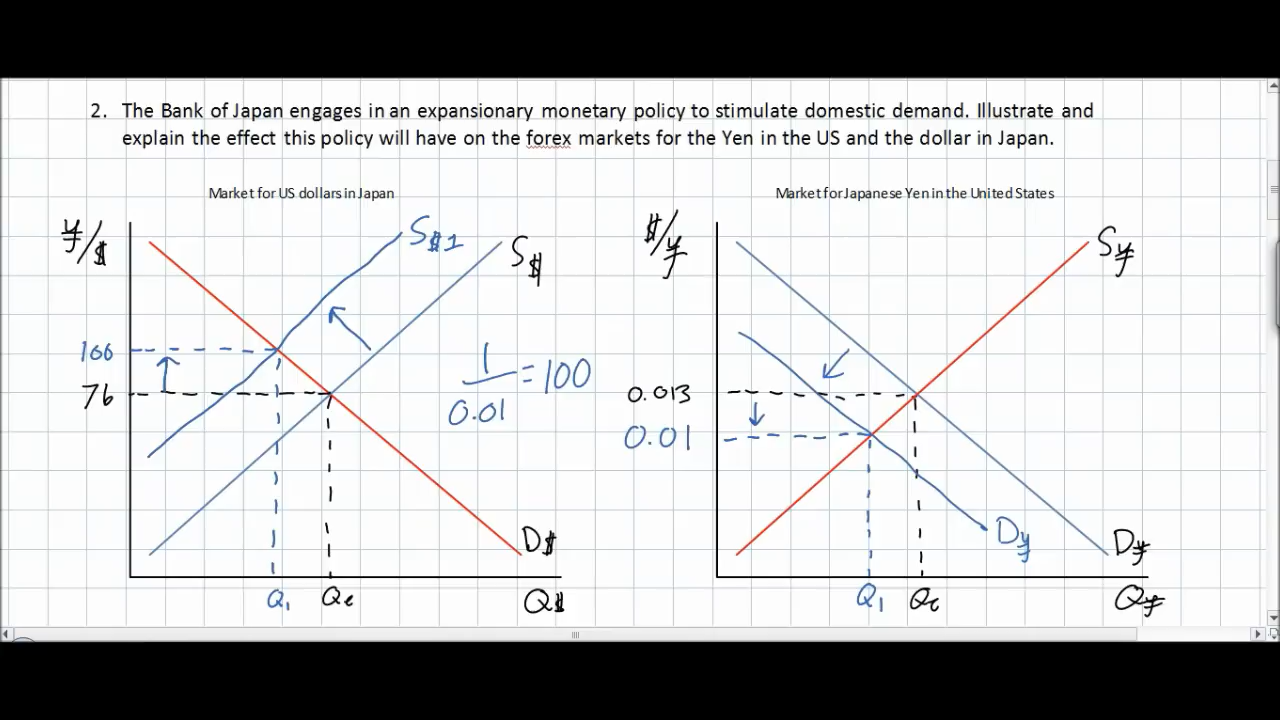 2. The Bank of Japan engages in an expansionary monetary policy to stimulate domestic demand. Illustrate and
explain the effect this policy will have on the forex markets for the Yen in the US and the dollar in Japan.
Market for US dollars in Japan
Market for Japanese Yen in the United States
¥/$
S$1
S$
100
76
1/0.01 = 100
D$
Q1
Qe
Q$
$/¥
S¥
0.013
0.01
D¥
D¥
Q1
Qe
Q¥